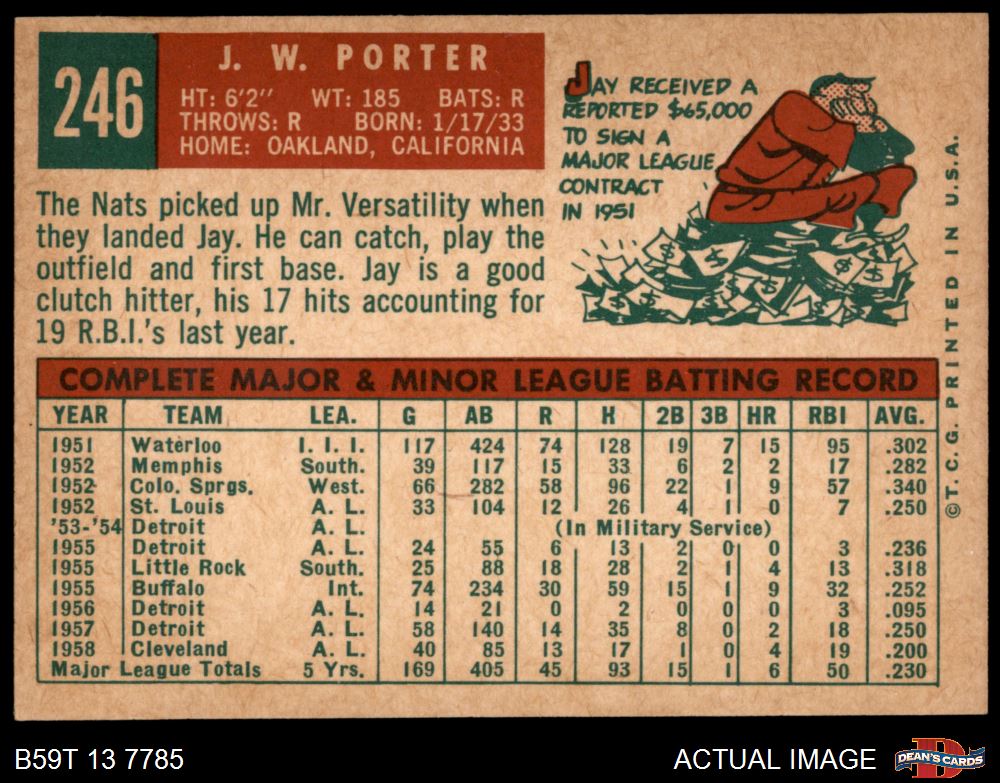 246
J. W. PORTER
HT: 6'2" WT: 185 BATS: R
THROWS: R BORN: 1/17/33
HOME: OAKLAND, CALIFORNIA
The Nats picked up Mr. Versatility when
they landed Jay. He can catch, play the
outfield and first base. Jay is a good
clutch hitter, his 17 hits accounting for
19 R.B.I.'s last year.
JAY RECEIVED A
REPORTED $65,000
TO SIGN A
MAJOR LEAGUE
CONTRACT
IN 1951
COMPLETE MAJOR & MINOR LEAGUE BATTING RECORD
YEAR TEAM LEA. G AB R H 2B 3B HR RBI AVG.
1951 Waterloo I. I. I. 117 424 74 128 19 7 15 95 .302
1952 Memphis South. 39 117 15 33 6 2 2 17 .282
1952 Colo. Sprgs. West. 66 282 58 96 22 1 9 57 .340
1952 St. Louis A. L. 33 104 12 26 4 1 0 7 .250
'53-'54 Detroit A. L. (In Military Service)
1955 Detroit A. L. 24 55 6 13 2 0 0 3 .236
1955 Little Rock South. 25 88 18 28 2 1 4 13 .318
1955 Buffalo Int. 74 234 30 59 15 1 9 32 .252
1956 Detroit A. L. 14 21 0 2 0 0 0 3 .095
1957 Detroit A. L. 58 140 14 35 8 0 2 18 .250
1958 Cleveland A. L. 40 85 13 17 1 0 4 19 .200
Major League Totals 5 Yrs. 169 405 45 93 15 1 6 50 .230
©T. C. G. PRINTED IN U.S.A.
B59T 13 7785
ACTUAL IMAGE
D
DEAN'S CARDS